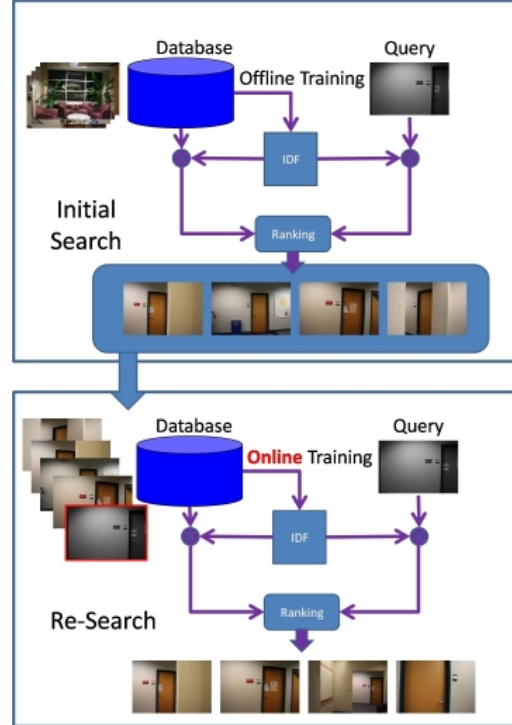 Database
Query
Offline Training
IDF
Initial
Search
Ranking
Database
Query
Online Training
IDF
Re-Search
Ranking